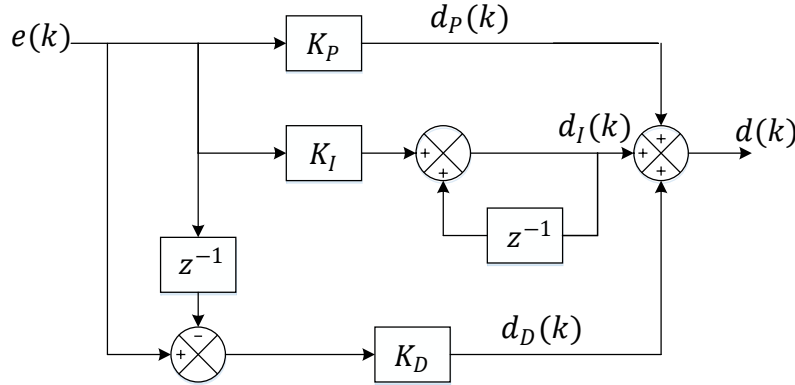 d_P(k)
e(k)
K_P
d_I(k)
d(k)
+
+
+
K_I
+
+
+
z⁻¹
z⁻¹
−
d_D(k)
+
K_D